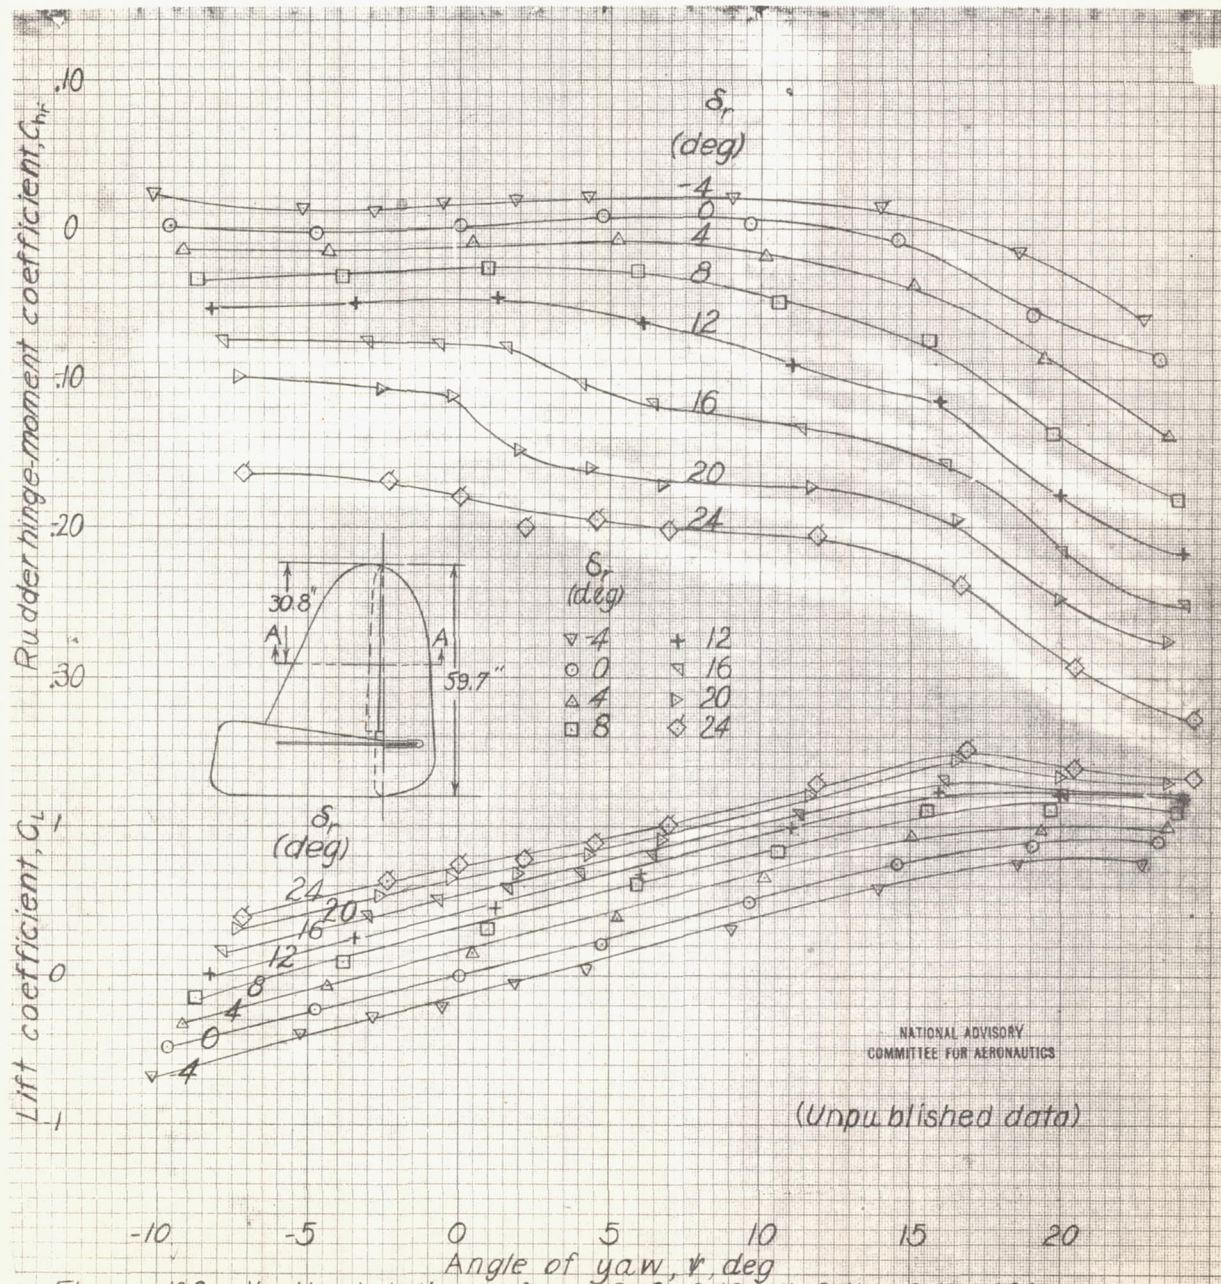 .10
δr
(deg)
-4
0
0
4
8
12
-.10
16
20
-.20
24
Rudder hinge-moment coefficient, Chr
δr
(deg)
30.8"
A
A
-4
12
0
16
59.7"
4
20
.30
8
24
1
δr
(deg)
24
20
16
12
0
8
4
0
-4
-1
Lift coefficient, CL
NATIONAL ADVISORY
COMMITTEE FOR AERONAUTICS
(Unpublished data)
-10
-5
0
5
10
15
20
Angle of yaw, ψ, deg